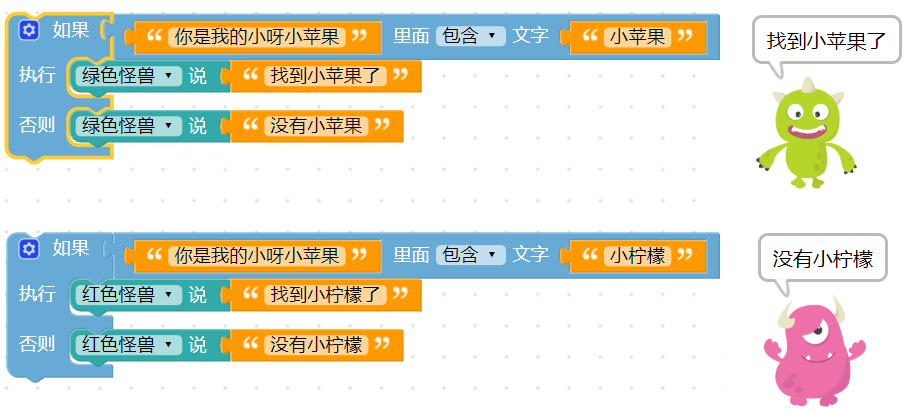 如果 “ 你是我的小呀小苹果 ” 里面 包含 ▾ 文字 “ 小苹果 ”
找到小苹果了
执行 绿色怪兽 ▾ 说 “ 找到小苹果了 ”
否则 绿色怪兽 ▾ 说 “ 没有小苹果 ”
如果 “ 你是我的小呀小苹果 ” 里面 包含 ▾ 文字 “ 小柠檬 ”
没有小柠檬
执行 红色怪兽 ▾ 说 “ 找到小柠檬了 ”
否则 红色怪兽 ▾ 说 “ 没有小柠檬 ”